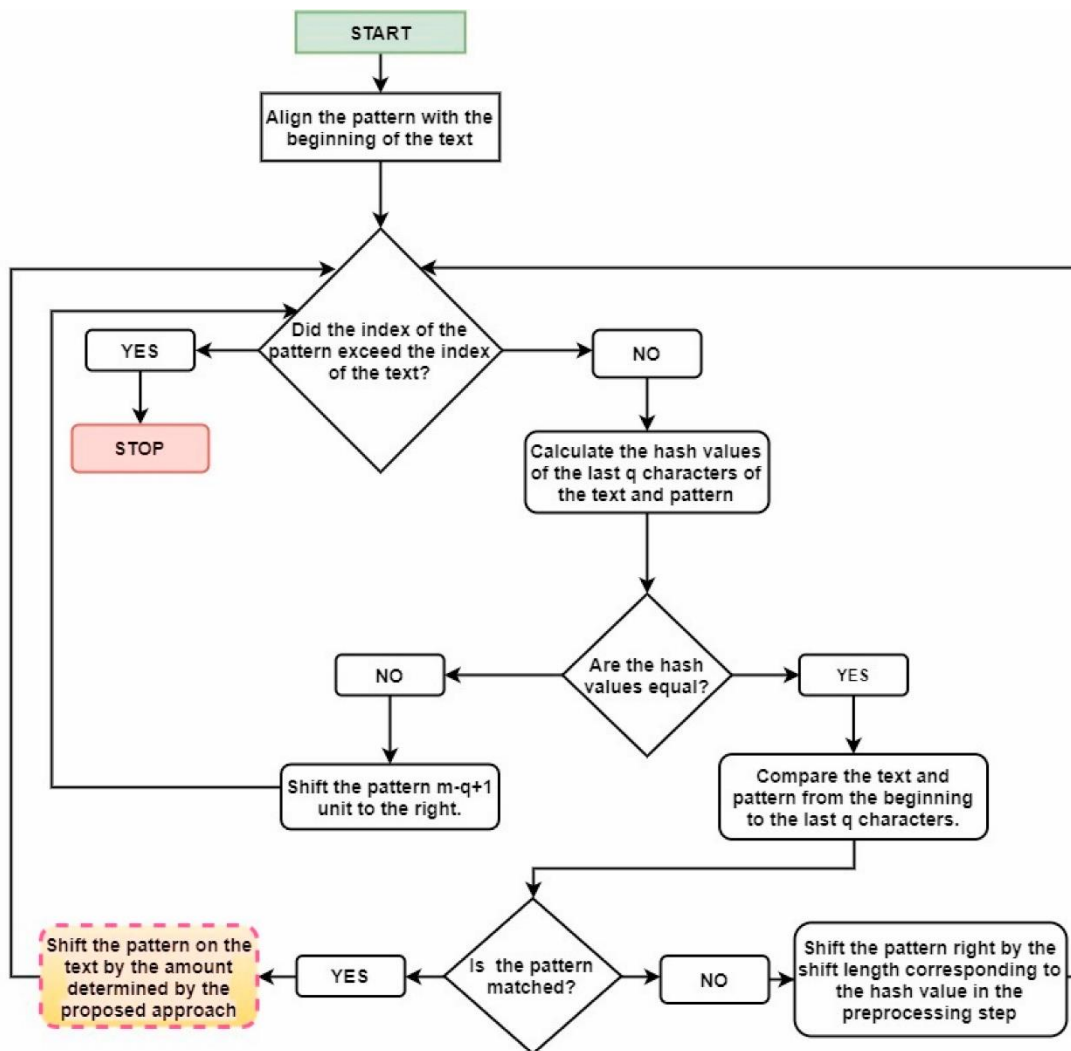 START
Align the pattern with the
beginning of the text
Did the index of the
pattern exceed the index
of the text?
YES
NO
STOP
Calculate the hash values
of the last q characters of
the text and pattern
Are the hash
values equal?
NO
YES
Shift the pattern m-q+1
unit to the right.
Compare the text and
pattern from the beginning
to the last q characters.
Is the pattern
matched?
YES
NO
Shift the pattern on the
text by the amount
determined by the
proposed approach
Shift the pattern right by the
shift length corresponding to
the hash value in the
preprocessing step